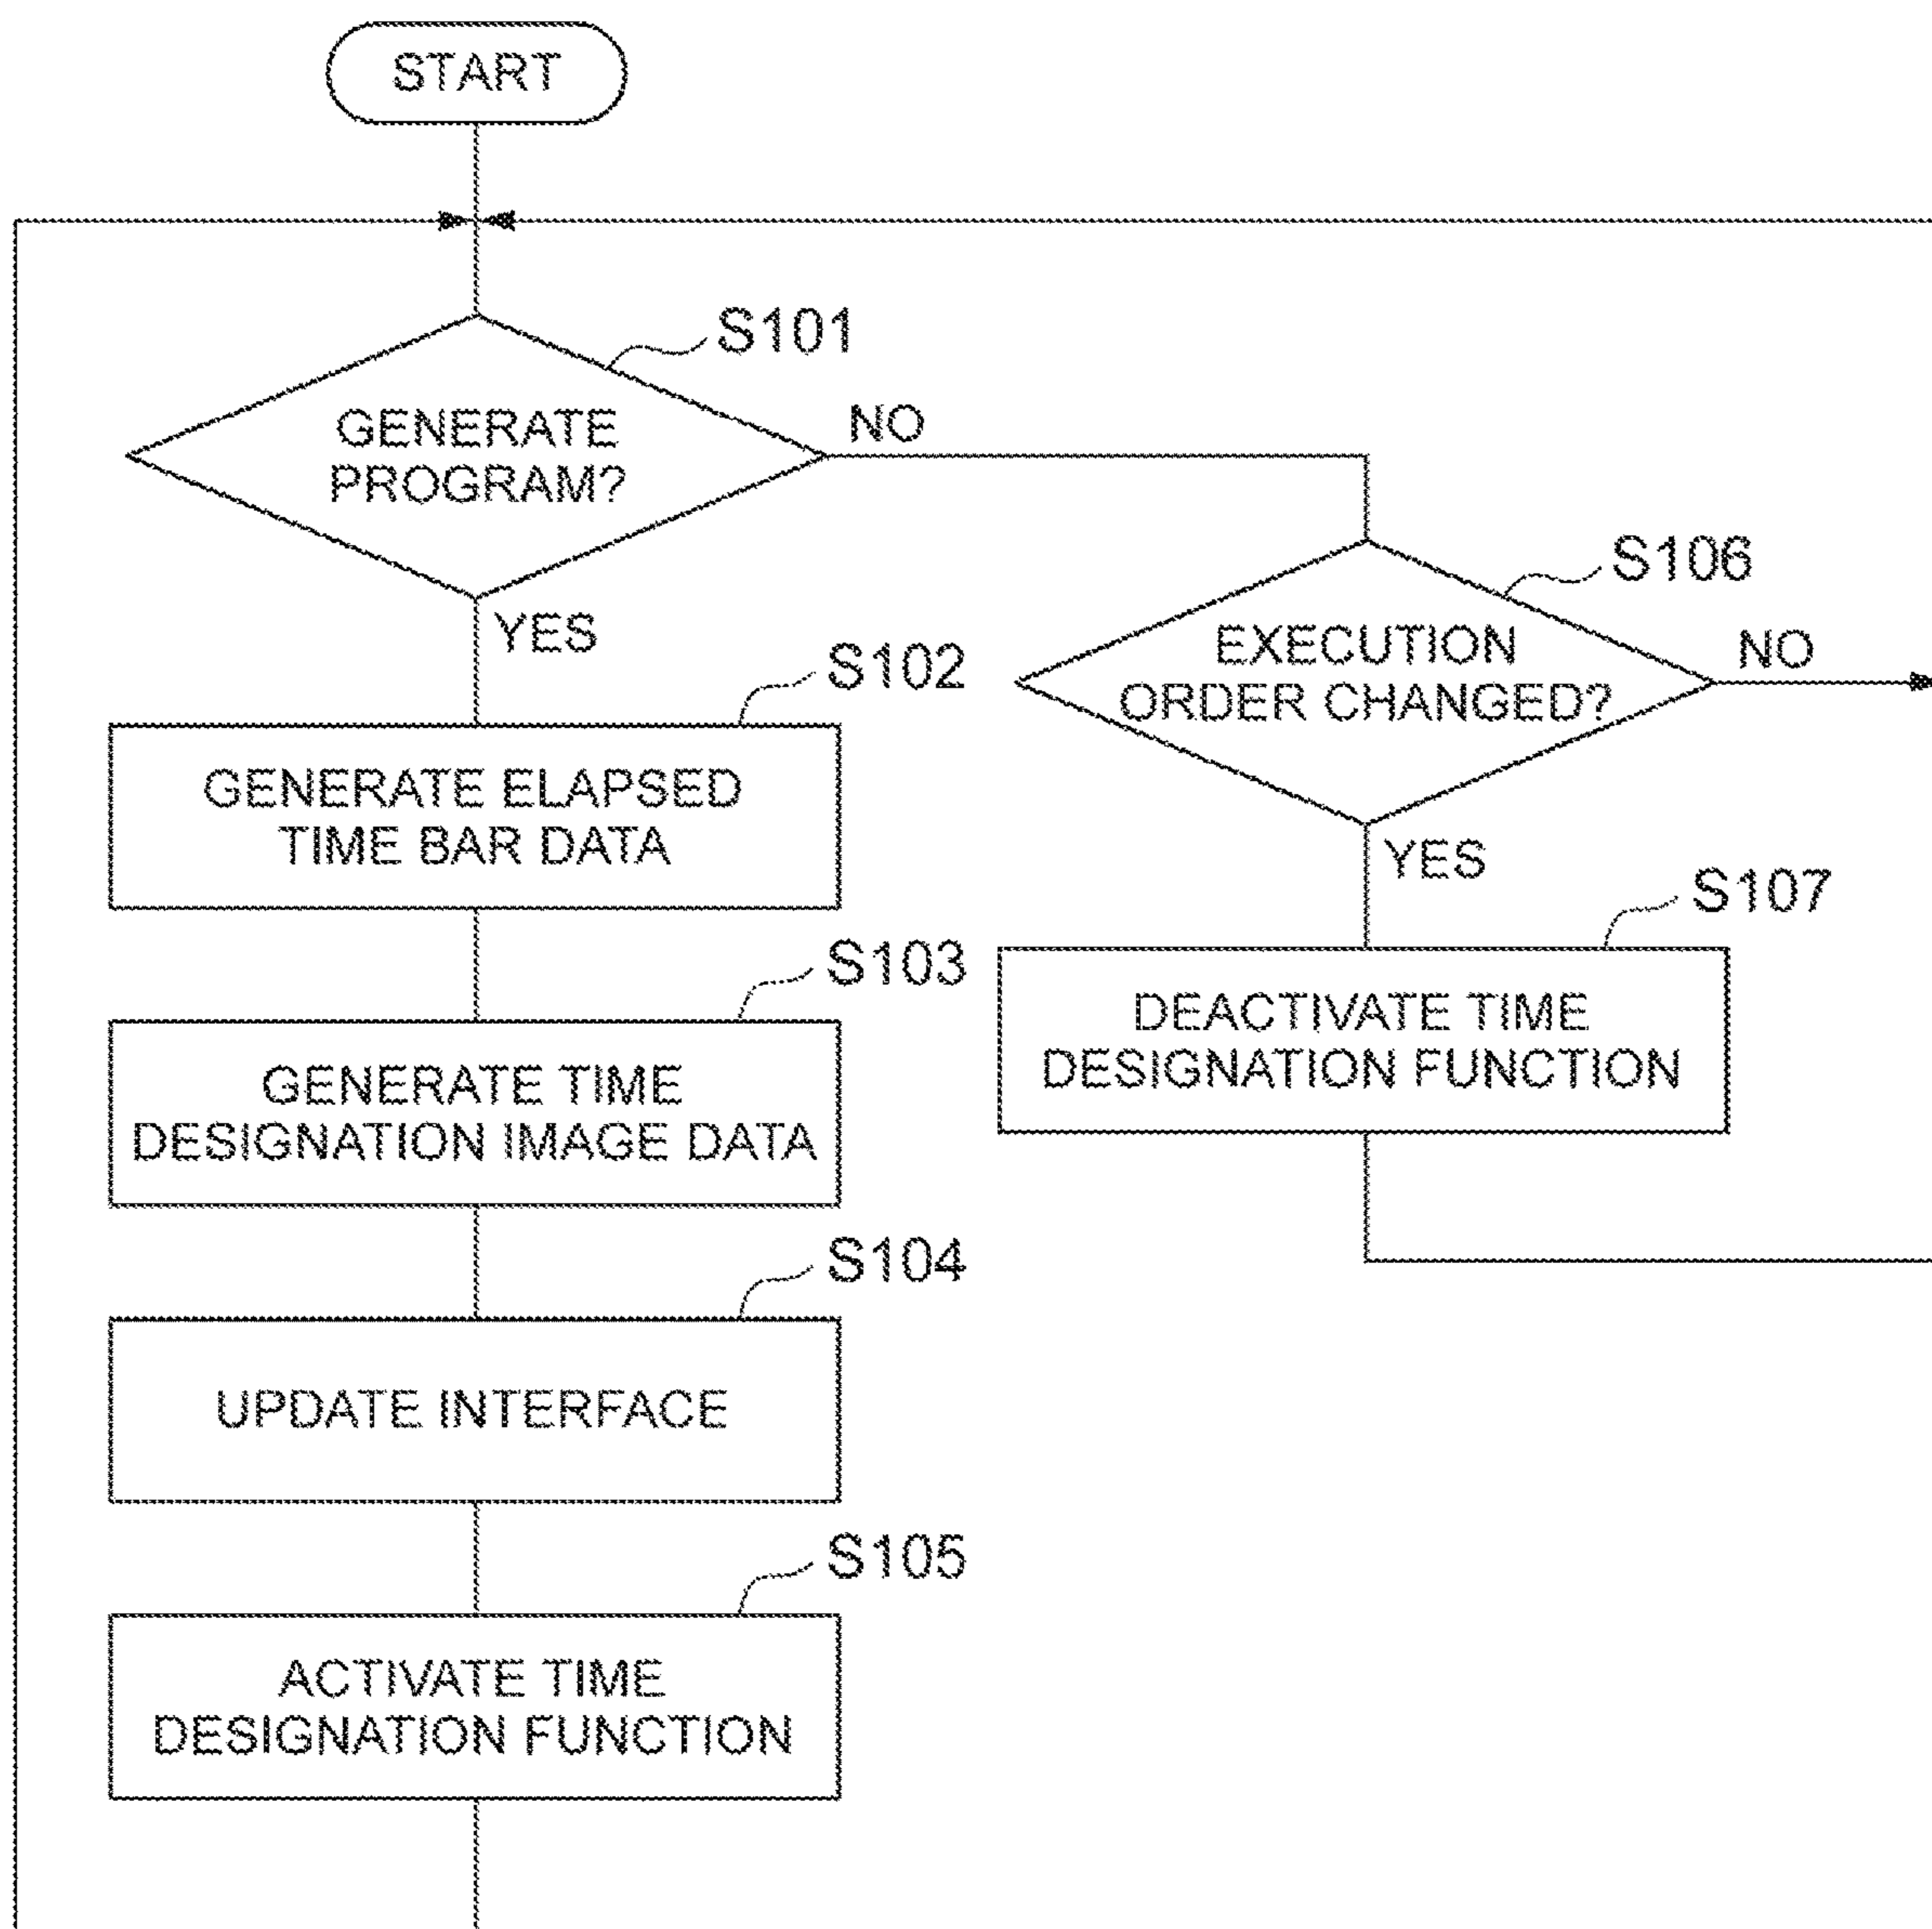 START
S101
GENERATE
PROGRAM?
NO
YES
S102
GENERATE ELAPSED
TIME BAR DATA
S103
GENERATE TIME
DESIGNATION IMAGE DATA
S104
UPDATE INTERFACE
S105
ACTIVATE TIME
DESIGNATION FUNCTION
S106
EXECUTION
ORDER CHANGED?
NO
YES
S107
DEACTIVATE TIME
DESIGNATION FUNCTION